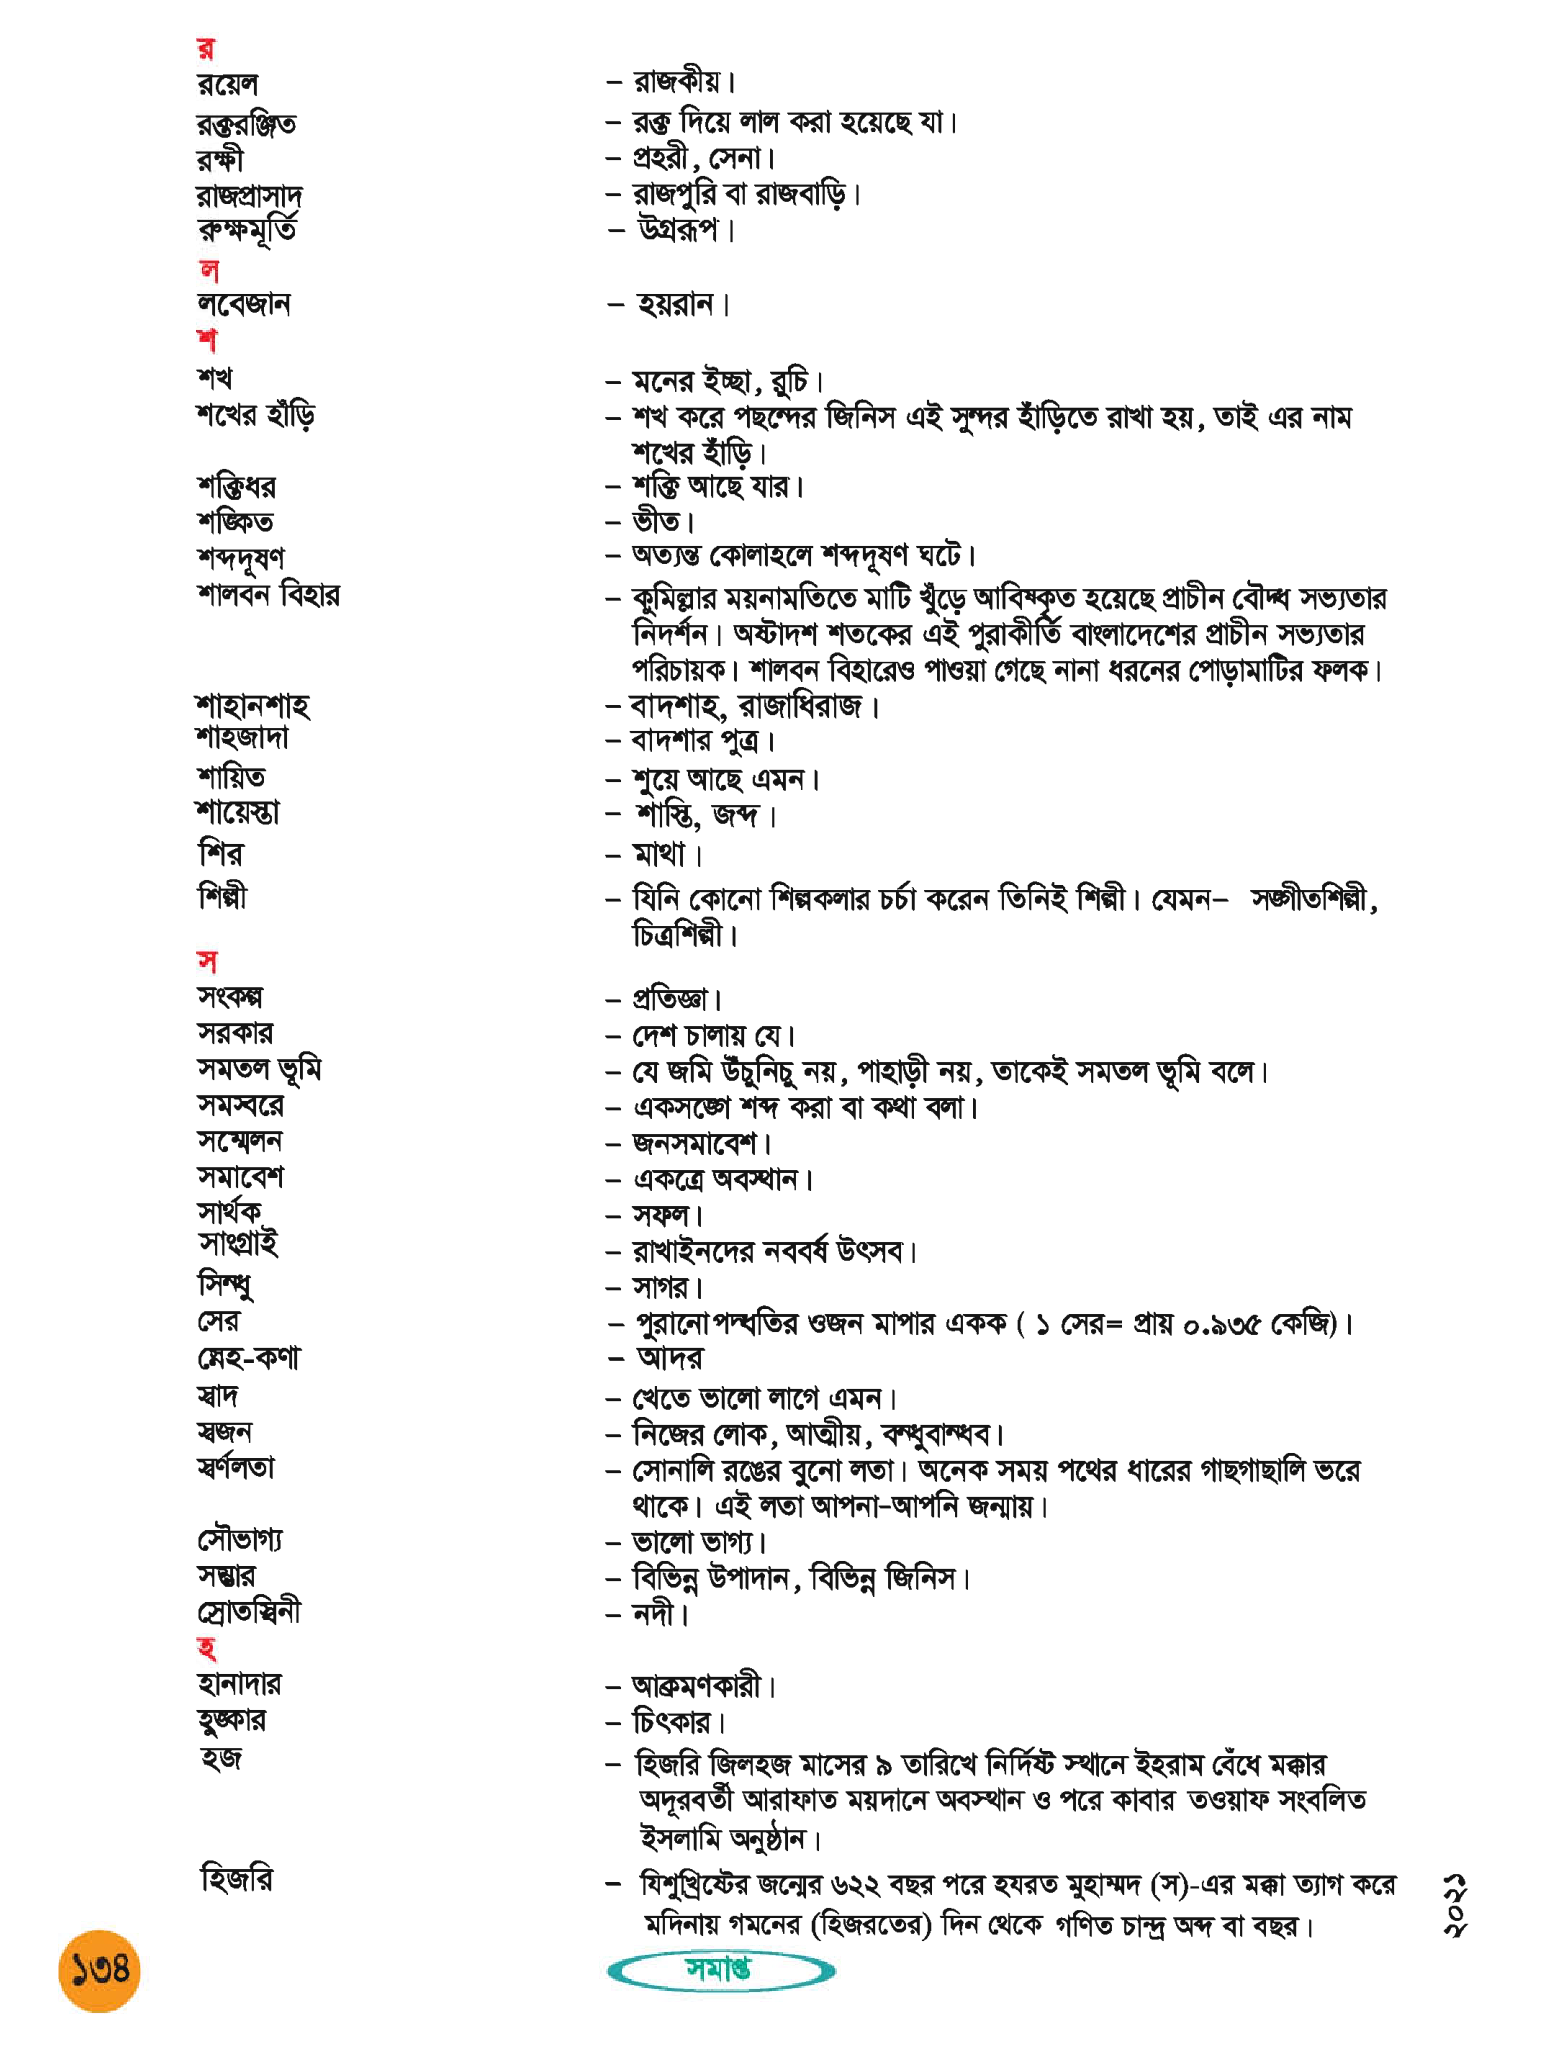 র
রয়েল – রাজকীয়।
রক্তরঞ্জিত – রক্ত দিয়ে লাল করা হয়েছে যা।
রক্ষী – প্রহরী, সেনা।
রাজপ্রাসাদ – রাজপুরি বা রাজবাড়ি।
রুক্ষমূর্তি – উগ্ররূপ।
ল
লবেজান – হয়রান।
শ
শখ – মনের ইচ্ছা, রুচি।
শখের হাঁড়ি – শখ করে পছন্দের জিনিস এই সুন্দর হাঁড়িতে রাখা হয়, তাই এর নাম
শখের হাঁড়ি।
শক্তিধর – শক্তি আছে যার।
শঙ্কিত – ভীত।
শব্দদূষণ – অত্যন্ত কোলাহলে শব্দদূষণ ঘটে।
শালবন বিহার – কুমিল্লার ময়নামতিতে মাটি খুঁড়ে আবিষ্কৃত হয়েছে প্রাচীন বৌদ্ধ সভ্যতার
নিদর্শন। অষ্টাদশ শতকের এই পুরাকীর্তি বাংলাদেশের প্রাচীন সভ্যতার
পরিচায়ক। শালবন বিহারেও পাওয়া গেছে নানা ধরনের পোড়ামাটির ফলক।
শাহানশাহ – বাদশাহ, রাজাধিরাজ।
শাহজাদা – বাদশার পুত্র।
শায়িত – শুয়ে আছে এমন।
শায়েস্তা – শাস্তি, জব্দ।
শির – মাথা।
শিল্পী – যিনি কোনো শিল্পকলার চর্চা করেন তিনিই শিল্পী। যেমন– সঙ্গীতশিল্পী,
চিত্রশিল্পী।
স
সংকল্প – প্রতিজ্ঞা।
সরকার – দেশ চালায় যে।
সমতল ভূমি – যে জমি উঁচুনিচু নয়, পাহাড়ী নয়, তাকেই সমতল ভূমি বলে।
সমস্বরে – একসঙ্গে শব্দ করা বা কথা বলা।
সম্মেলন – জনসমাবেশ।
সমাবেশ – একত্রে অবস্থান।
সার্থক – সফল।
সাংগ্রাই – রাখাইনদের নববর্ষ উৎসব।
সিন্ধু – সাগর।
সের – পুরানো পদ্ধতির ওজন মাপার একক ( ১ সের= প্রায় ০.৯৩৫ কেজি)।
স্নেহ-কণা – আদর
স্বাদ – খেতে ভালো লাগে এমন।
স্বজন – নিজের লোক, আত্মীয়, বন্ধুবান্ধব।
স্বর্ণলতা – সোনালি রঙের বুনো লতা। অনেক সময় পথের ধারের গাছগাছালি ভরে
থাকে। এই লতা আপনা-আপনি জন্মায়।
সৌভাগ্য – ভালো ভাগ্য।
সম্ভার – বিভিন্ন উপাদান, বিভিন্ন জিনিস।
স্রোতস্বিনী – নদী।
হ
হানাদার – আক্রমণকারী।
হুঙ্কার – চিৎকার।
হজ – হিজরি জিলহজ মাসের ৯ তারিখে নির্দিষ্ট স্থানে ইহরাম বেঁধে মক্কার
অদূরবর্তী আরাফাত ময়দানে অবস্থান ও পরে কাবার তওয়াফ সংবলিত
ইসলামি অনুষ্ঠান।
হিজরি – যিশুখ্রিষ্টের জন্মের ৬২২ বছর পরে হযরত মুহাম্মদ (স)-এর মক্কা ত্যাগ করে
মদিনায় গমনের (হিজরতের) দিন থেকে গণিত চান্দ্র অব্দ বা বছর।
২০২১
১৩৪
সমাপ্ত